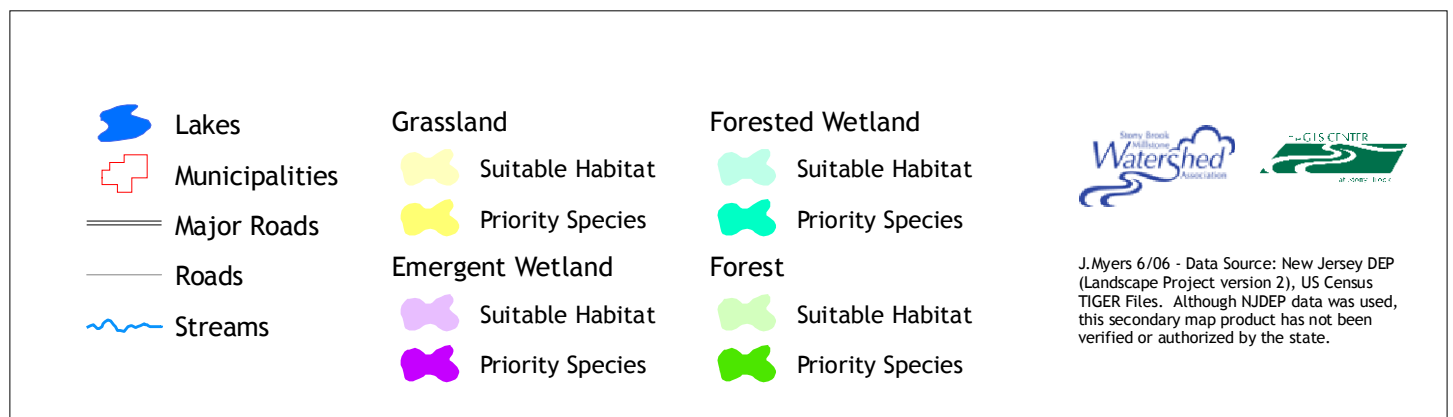 Lakes
Municipalities
Major Roads
Roads
Streams
Grassland
Suitable Habitat
Priority Species
Emergent Wetland
Suitable Habitat
Priority Species
Forested Wetland
Suitable Habitat
Priority Species
Forest
Suitable Habitat
Priority Species
Stony Brook
Millstone
Watershed
Association
GIS CENTER
J.Myers 6/06 - Data Source: New Jersey DEP
(Landscape Project version 2), US Census
TIGER Files. Although NJDEP data was used,
this secondary map product has not been
verified or authorized by the state.